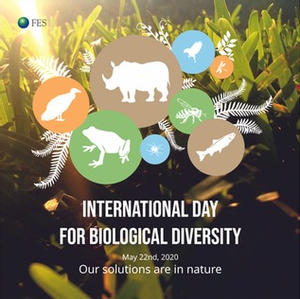 FES
INTERNATIONAL DAY
FOR BIOLOGICAL DIVERSITY
May 22nd, 2020
Our solutions are in nature